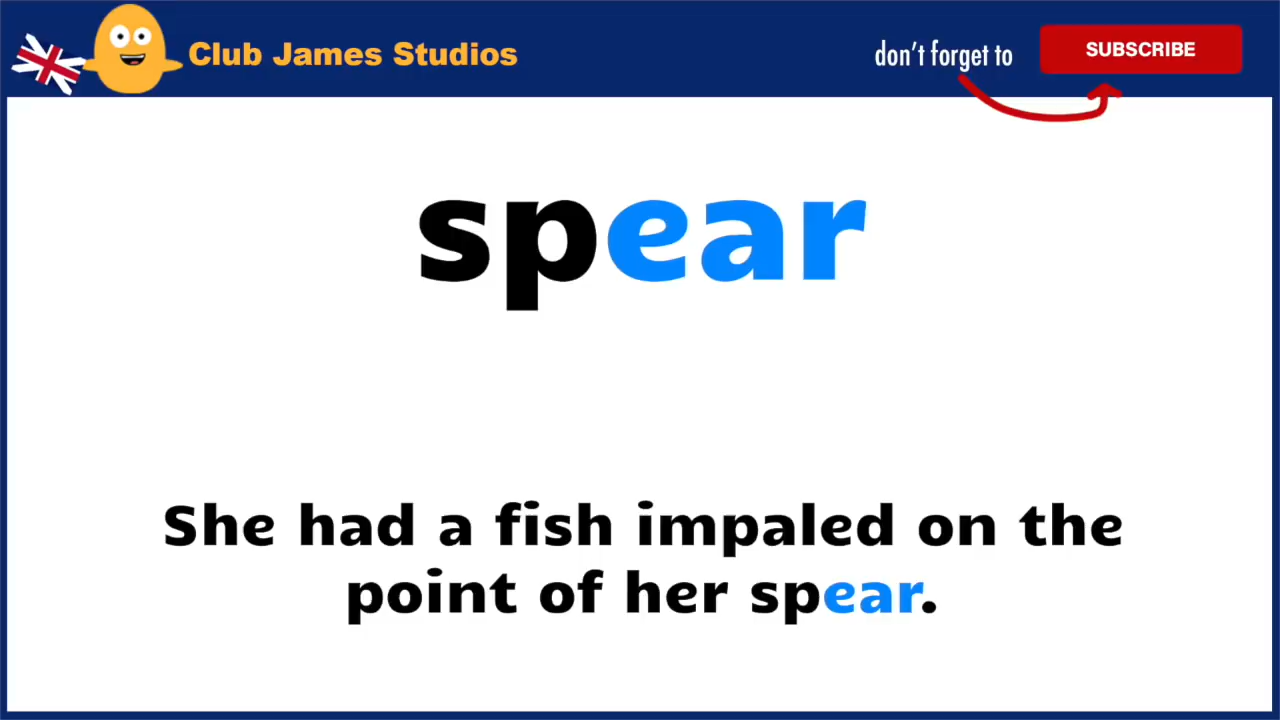 Club James Studios
don't forget to
SUBSCRIBE
spear
She had a fish impaled on the
point of her spear.